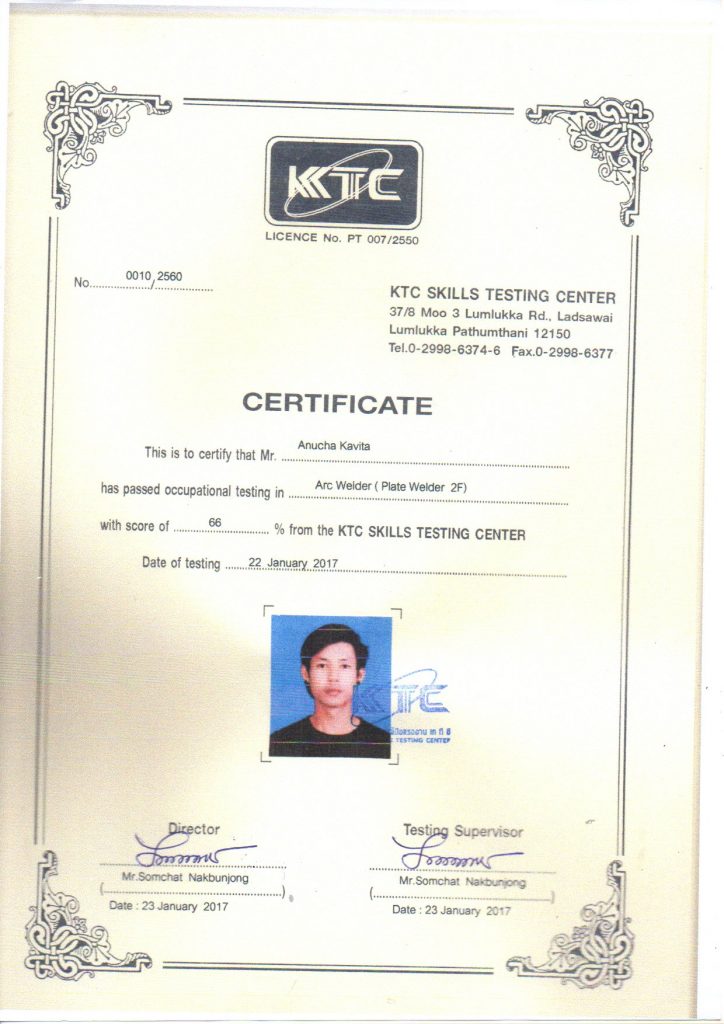 KTC
LICENCE No. PT 007/2550
No. 0010/2560
KTC SKILLS TESTING CENTER
37/8 Moo 3 Lumlukka Rd., Ladsawai
Lumlukka Pathumthani 12150
Tel.0-2998-6374-6 Fax.0-2998-6377
CERTIFICATE
This is to certify that Mr. Anucha Kavita
has passed occupational testing in Arc Welder ( Plate Welder 2F)
with score of 66 % from the KTC SKILLS TESTING CENTER
Date of testing 22 January 2017
KTC
TESTING CENTER
Director
Mr.Somchat Nakbunjong
(                    )
Date : 23 January 2017
Testing Supervisor
Mr.Somchat Nakbunjong
(                    )
Date : 23 January 2017